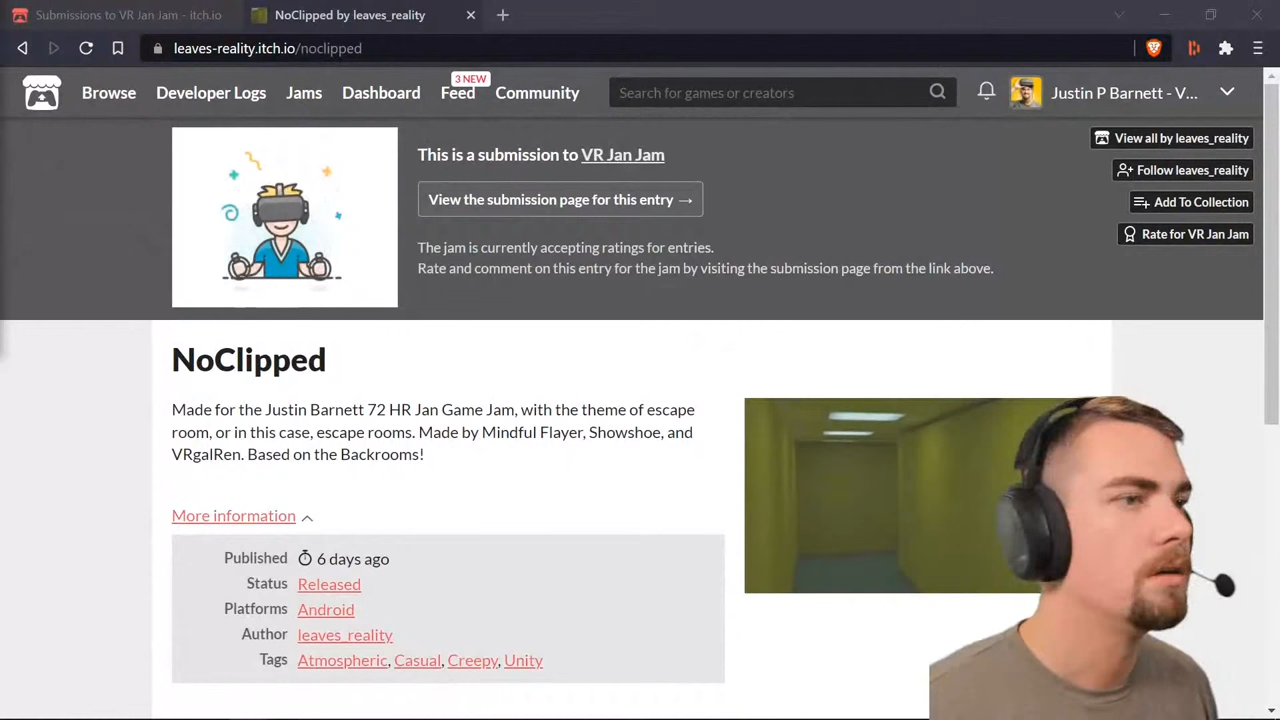 Submissions to VR Jan Jam - itch.io
NoClipped by leaves_reality
leaves-reality.itch.io/noclipped
Browse
Developer Logs
Jams
Dashboard
3 NEW
Feed
Community
Search for games or creators
Justin P Barnett - V...
This is a submission to VR Jan Jam
View the submission page for this entry →
The jam is currently accepting ratings for entries.
Rate and comment on this entry for the jam by visiting the submission page from the link above.
View all by leaves_reality
Follow leaves_reality
Add To Collection
Rate for VR Jan Jam
NoClipped
Made for the Justin Barnett 72 HR Jan Game Jam, with the theme of escape
room, or in this case, escape rooms. Made by Mindful Flayer, Showshoe, and
VRgalRen. Based on the Backrooms!
More information
Published 6 days ago
Status Released
Platforms Android
Author leaves_reality
Tags Atmospheric, Casual, Creepy, Unity